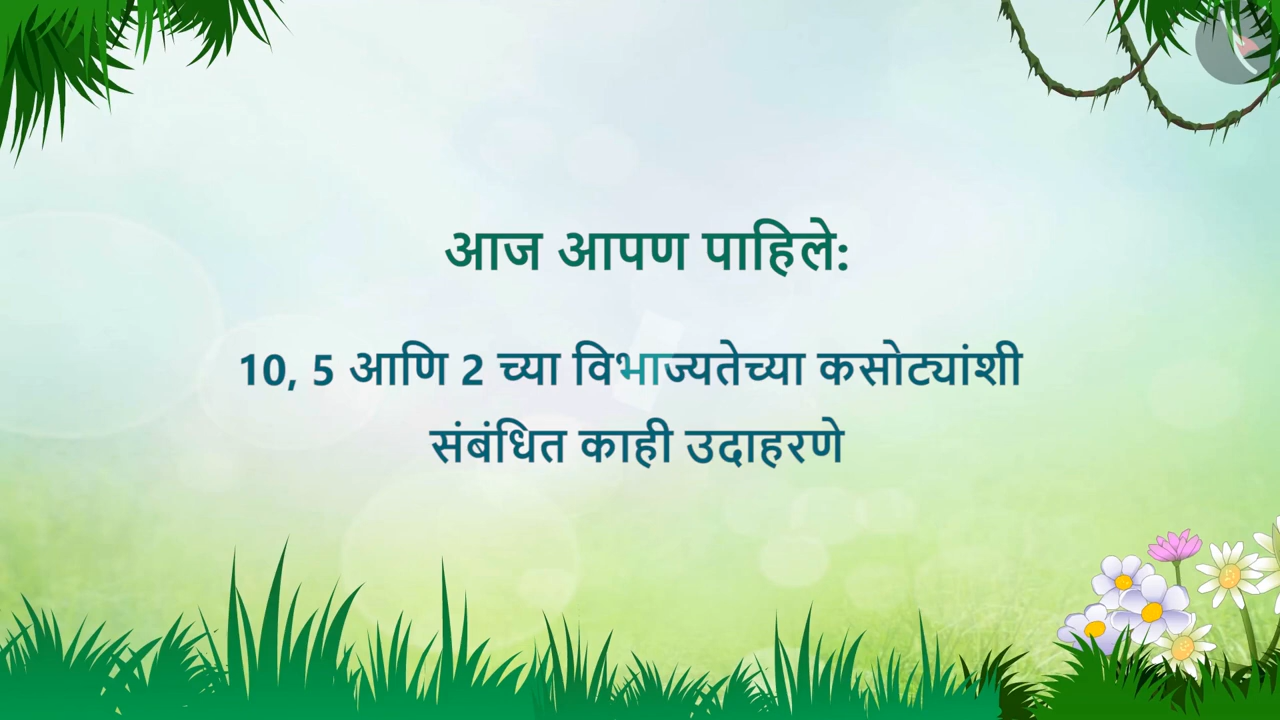 आज आपण पाहिले:
10, 5 आणि 2 च्या विभाज्यतेच्या कसोट्यांशी
संबंधित काही उदाहरणे